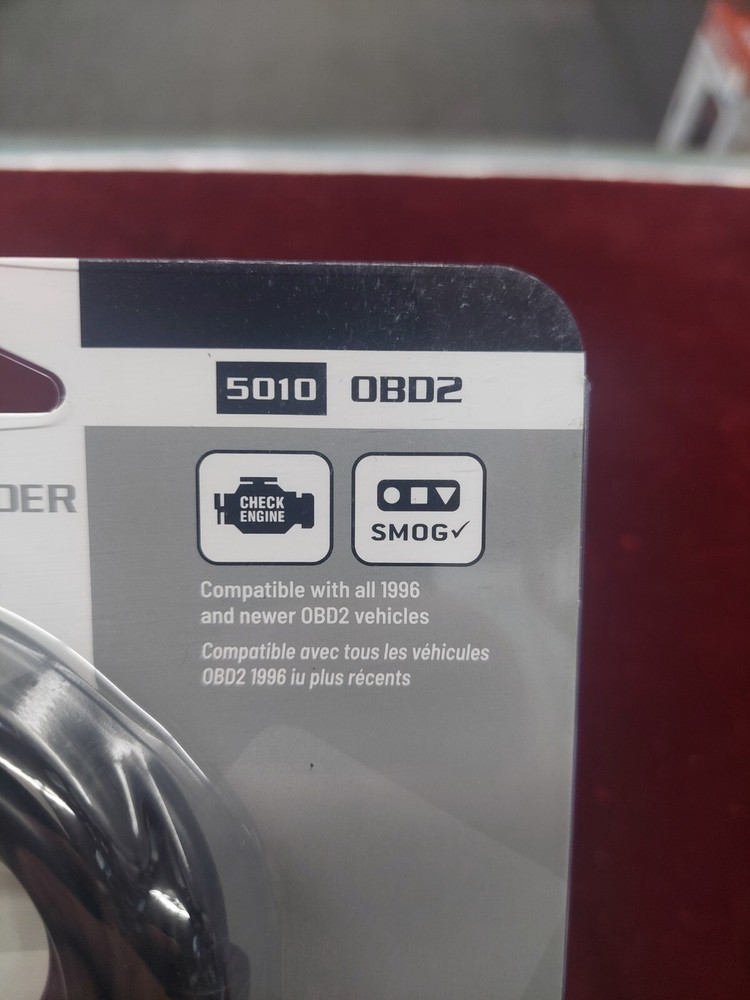 5010 OBD2
DER
CHECK
ENGINE
SMOG✓
Compatible with all 1996
and newer OBD2 vehicles
Compatible avec tous les véhicules
OBD2 1996 iu plus récents